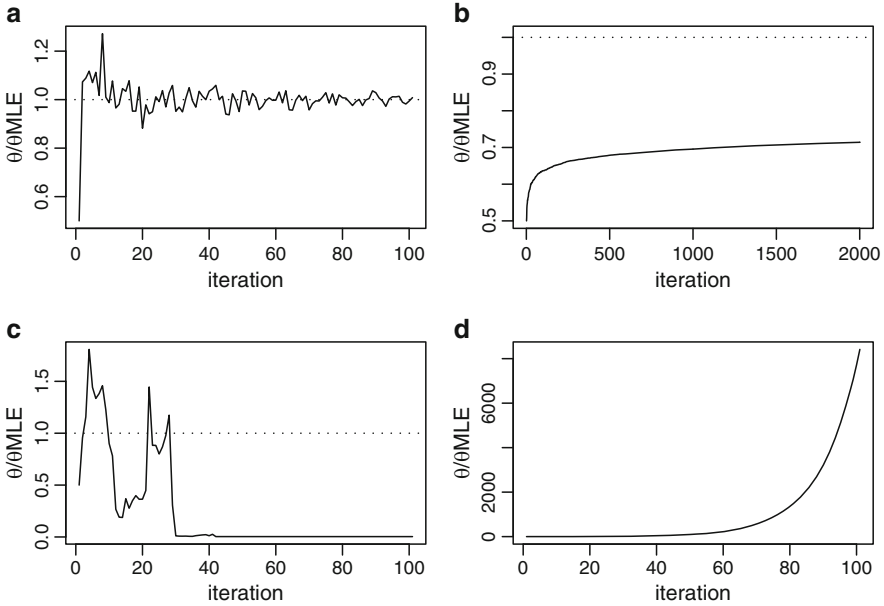 a
θ/θMLE
0.6 0.8 1.0 1.2
0 20 40 60 80 100
iteration
b
θ/θMLE
0.5 0.7 0.9
0 500 1000 1500 2000
iteration
c
θ/θMLE
0.0 0.5 1.0 1.5
0 20 40 60 80 100
iteration
d
θ/θMLE
0 2000 6000
0 20 40 60 80 100
iteration